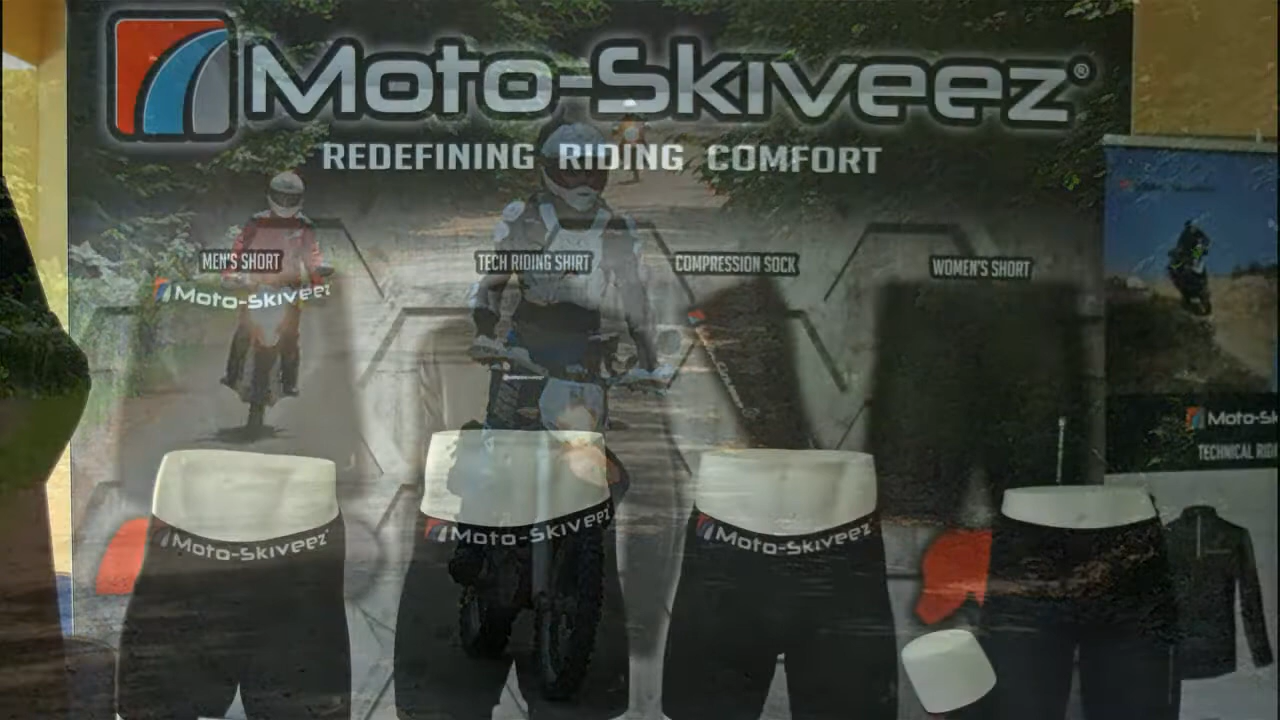 Moto-Skiveez®
REDEFINING RIDING COMFORT
MEN'S SHORT
TECH RIDING SHIRT
COMPRESSION SOCK
WOMEN'S SHORT
Moto-Skiveez
Moto-Sk
TECHNICAL RID
Moto-Skiveez
Moto-Skiveez
Moto-Skiveez